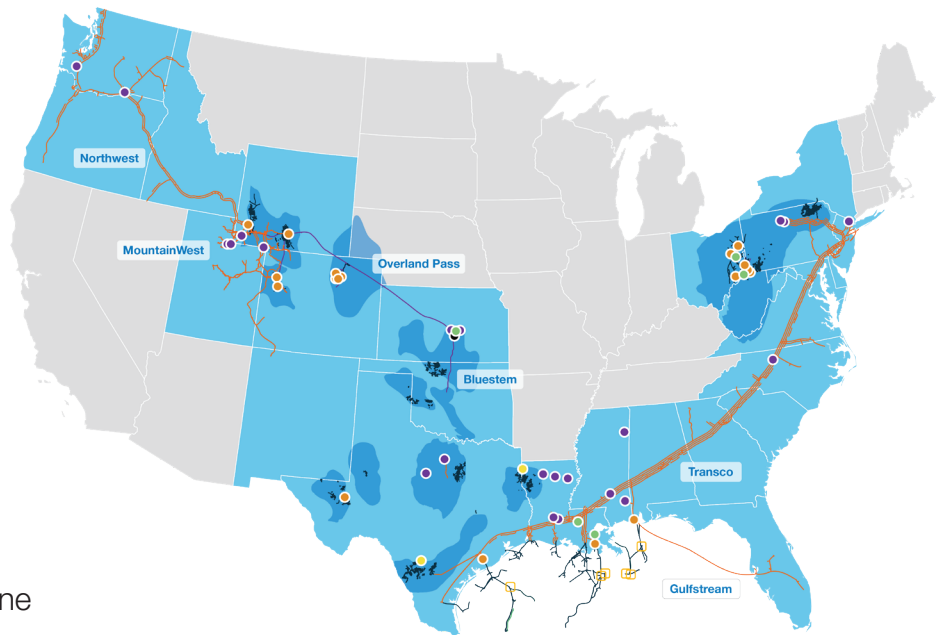 Northwest
MountainWest
Overland Pass
Bluestem
Transco
Gulfstream
ne